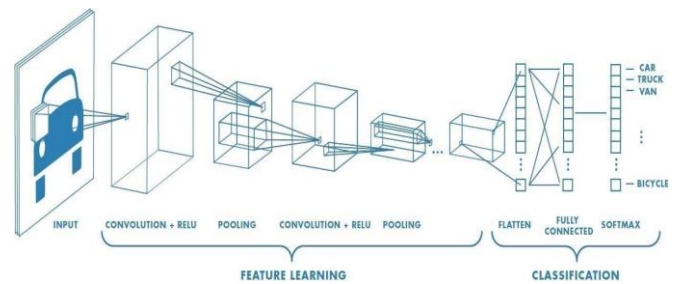 CAR
TRUCK
VAN
BICYCLE
INPUT CONVOLUTION + RELU POOLING CONVOLUTION + RELU POOLING FLATTEN FULLY CONNECTED SOFTMAX
FEATURE LEARNING CLASSIFICATION